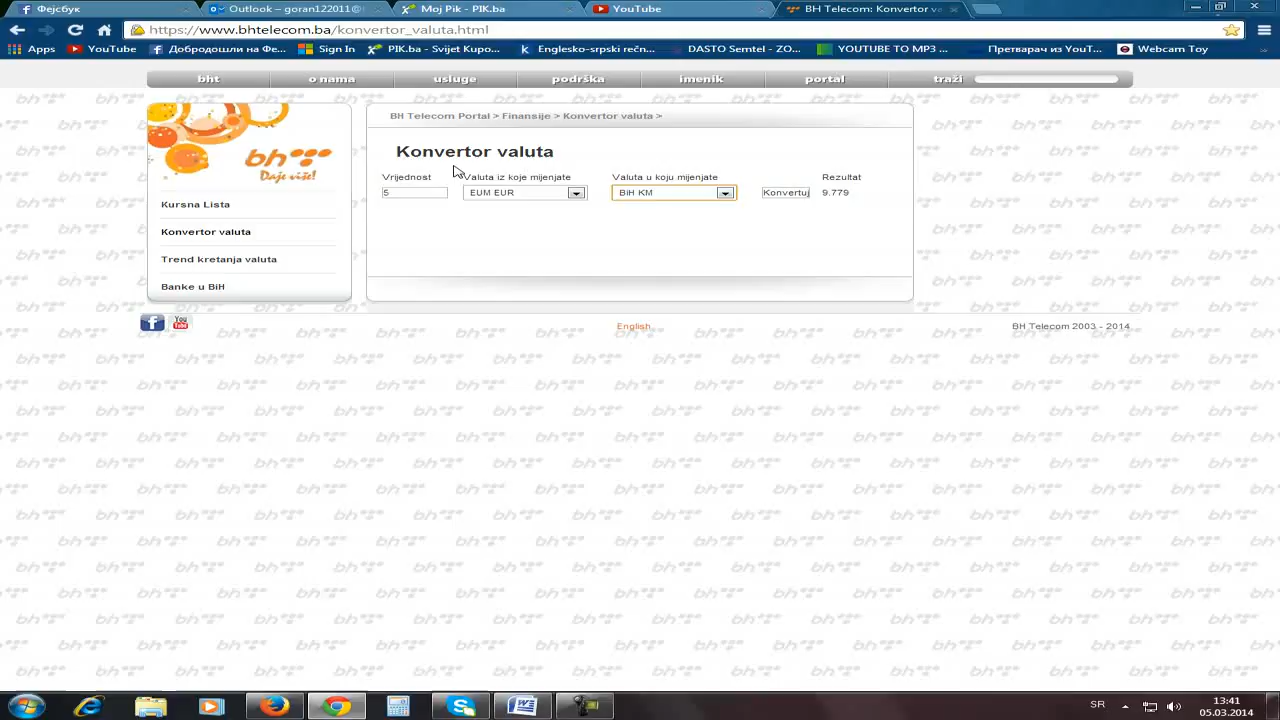 Фејсбук
Outlook – goran122011@
Moj Pik - PIK.ba
YouTube
BH Telecom: Konvertor v
https://www.bhtelecom.ba/konvertor_valuta.html
Apps
YouTube
Добродошли на Фе...
Sign In
PIK.ba - Svijet Kupo...
Englesko-srpski rečn...
DASTO Semtel - ZO...
YOUTUBE TO MP3 ...
Претварач из YouT...
Webcam Toy
bht
o nama
usluge
podrška
imenik
portal
traži
BH Telecom Portal > Finansije > Konvertor valuta >
Konvertor valuta
Vrijednost
Valuta iz koje mijenjate
Valuta u koju mijenjate
Rezultat
5
EUM EUR
BiH KM
Konvertuj
9.779
bh
Daje više!
Kursna Lista
Konvertor valuta
Trend kretanja valuta
Banke u BiH
You
Tube
English
BH Telecom 2003 - 2014
SR
13:41
05.03.2014